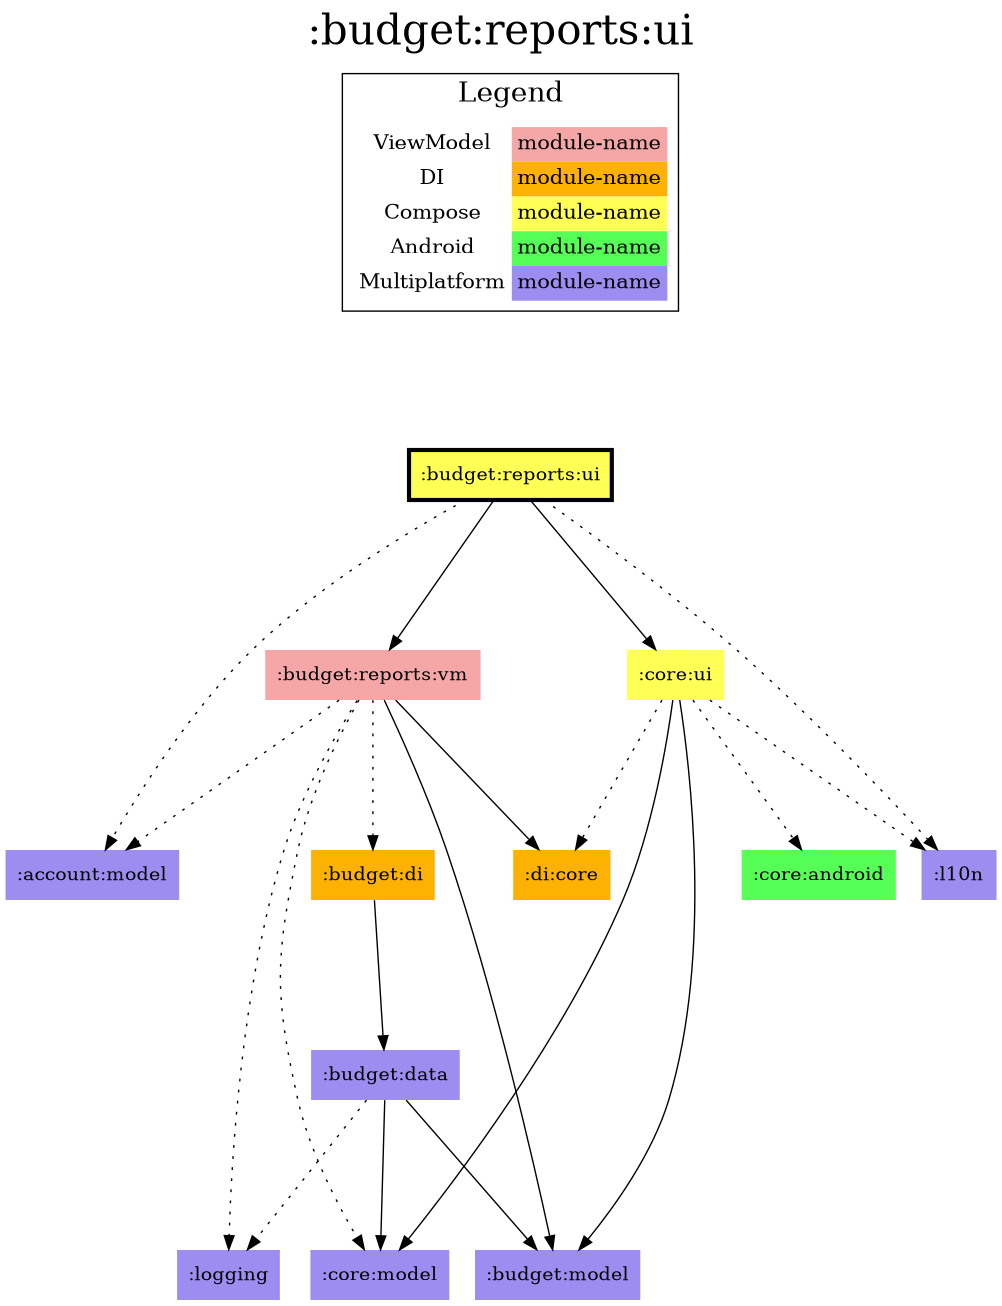 :budget:reports:ui
Legend
ViewModel module-name
DI module-name
Compose module-name
Android module-name
Multiplatform module-name
:budget:reports:ui
:budget:reports:vm :core:ui
:account:model :budget:di :di:core :core:android :l10n
:budget:data
:logging :core:model :budget:model